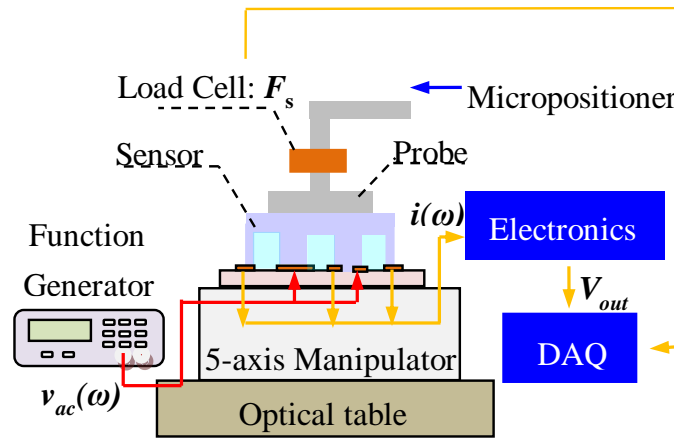 Load Cell: Fs
Micropositioner
Sensor
Probe
i(ω)
Function
Generator
Electronics
Vout
5-axis Manipulator
DAQ
vac(ω)
Optical table